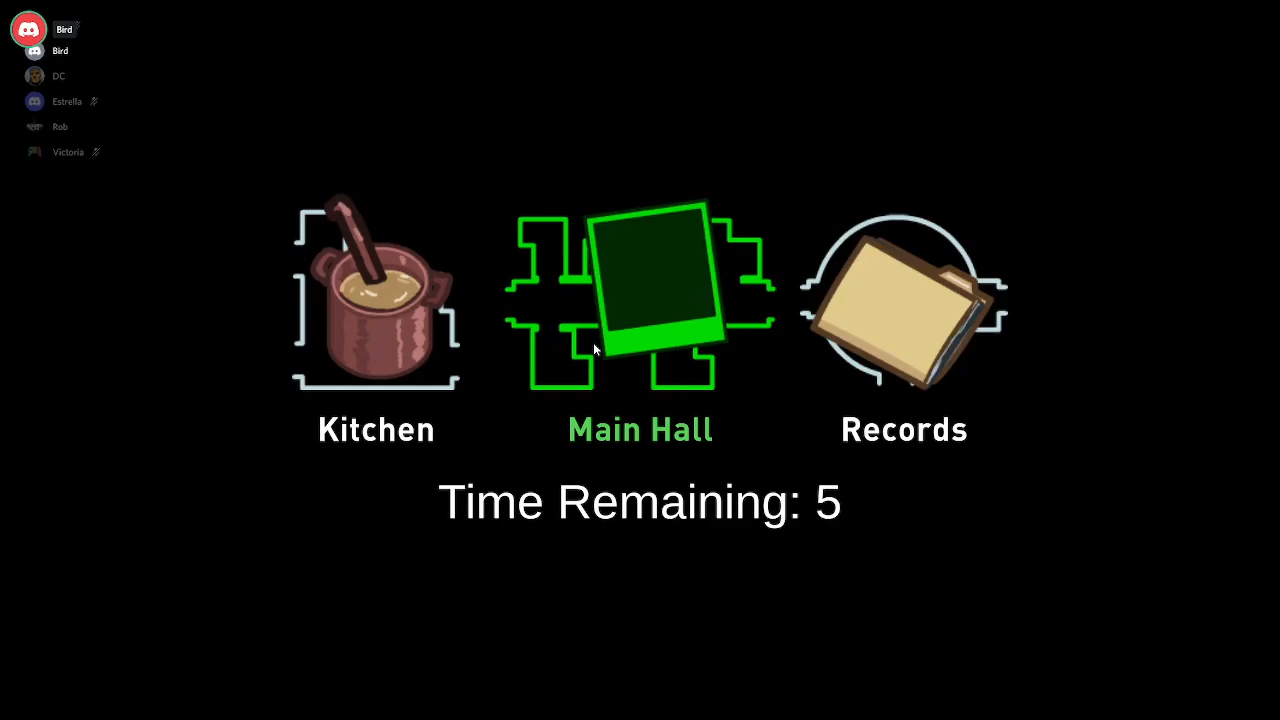 Bird
Bird
DC
Estrella
Rob
Victoria
Kitchen
Main Hall
Records
Time Remaining: 5